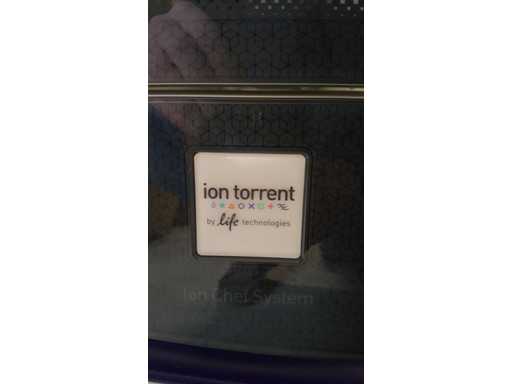 ion torrent
by life technologies
Ion Chef System